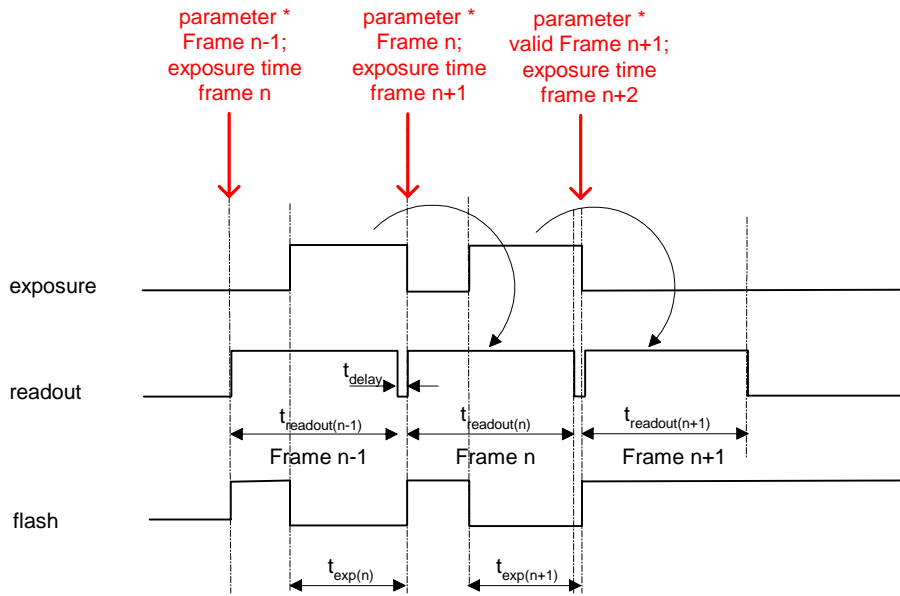 parameter *
Frame n-1;
exposure time
frame n
parameter *
Frame n;
exposure time
frame n+1
parameter *
valid Frame n+1;
exposure time
frame n+2
exposure
readout
t_delay
t_readout(n-1)
t_readout(n)
t_readout(n+1)
Frame n-1
Frame n
Frame n+1
flash
t_exp(n)
t_exp(n+1)